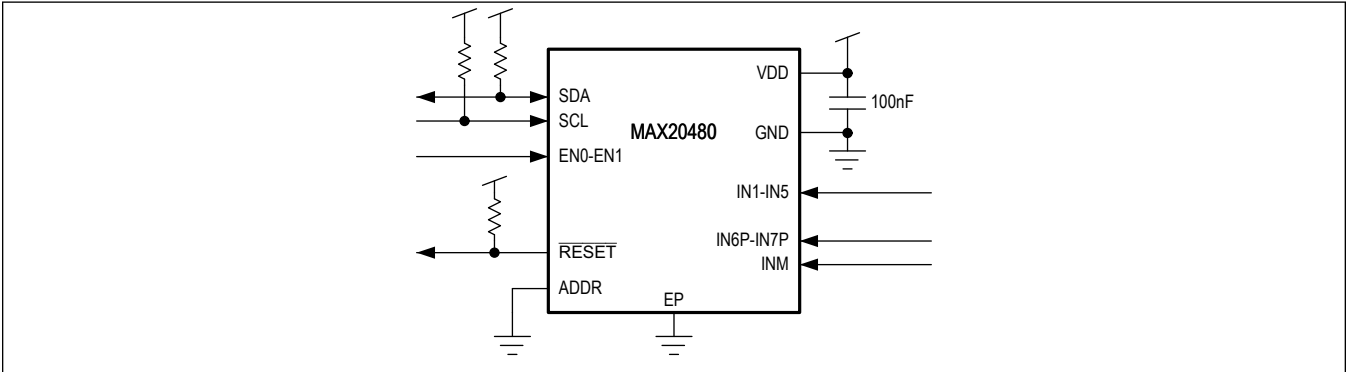 SDA
SCL
EN0-EN1
RESET
ADDR
MAX20480
EP
VDD
GND
IN1-IN5
IN6P-IN7P
INM
100nF